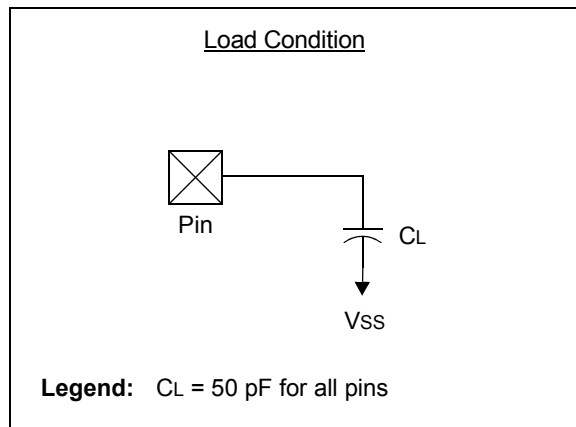 Load Condition
Pin
CL
VSS
Legend: CL = 50 pF for all pins